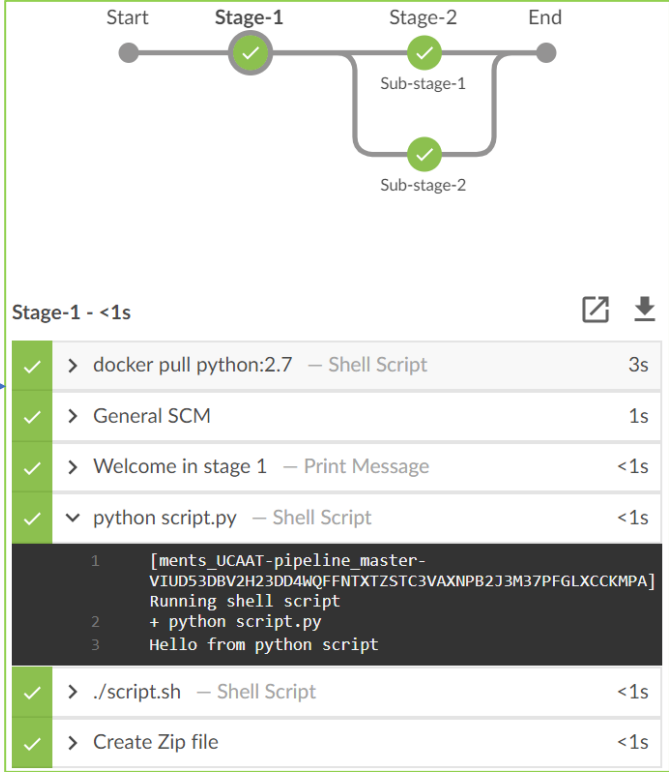 Start Stage-1 Stage-2 End
Sub-stage-1
Sub-stage-2
Stage-1 - <1s
docker pull python:2.7 — Shell Script 3s
General SCM 1s
Welcome in stage 1 — Print Message <1s
python script.py — Shell Script <1s
1 [ments_UCAAT-pipeline_master-
VIUD53DBV2H23DD4WQFFNTXTZSTC3VAXNPB2J3M37PFGLXCCKMPA]
Running shell script
2 + python script.py
3 Hello from python script
./script.sh — Shell Script <1s
Create Zip file <1s